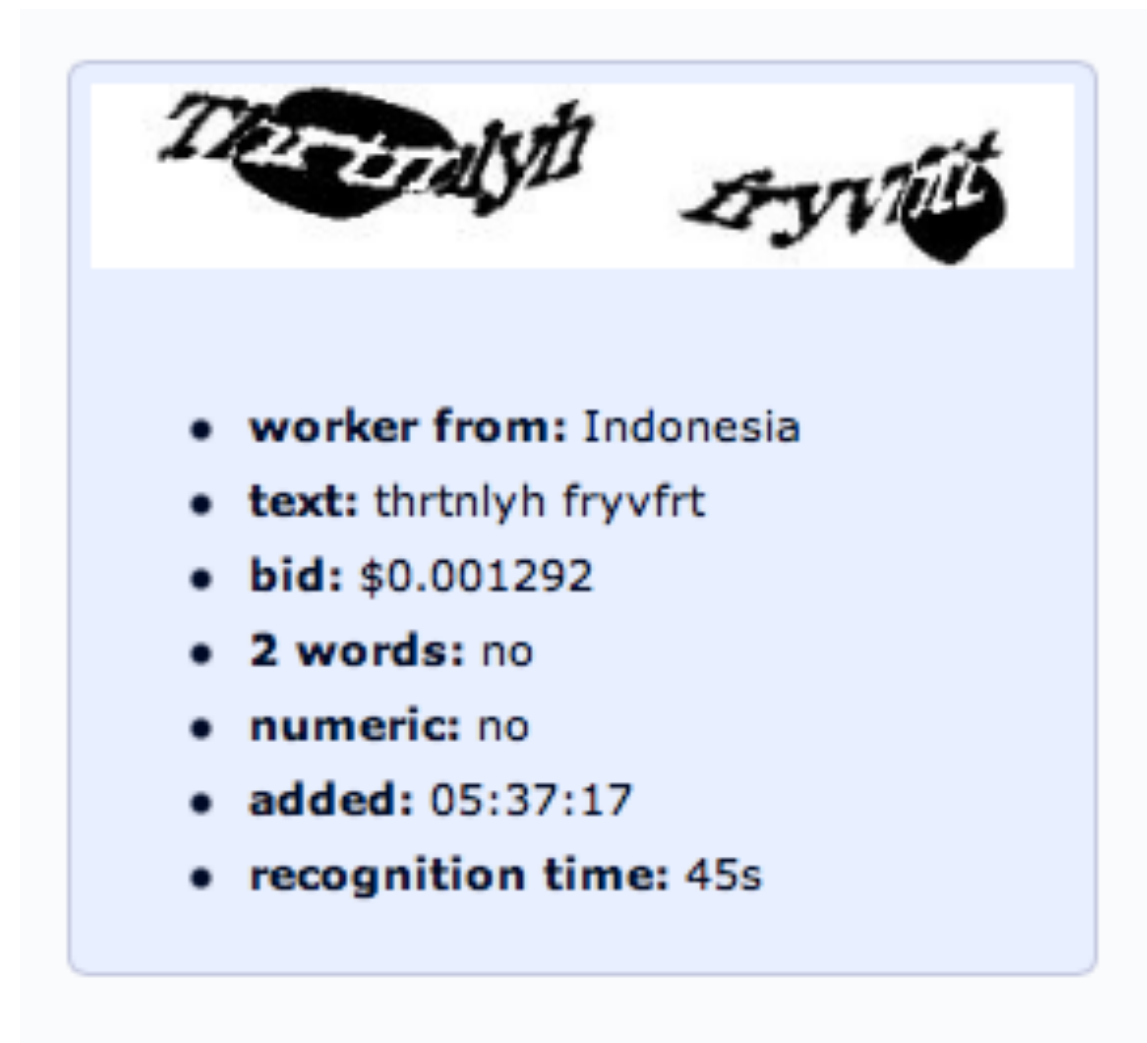 worker from: Indonesia
text: thrtnlyh fryvfrt
bid: $0.001292
2 words: no
numeric: no
added: 05:37:17
recognition time: 45s